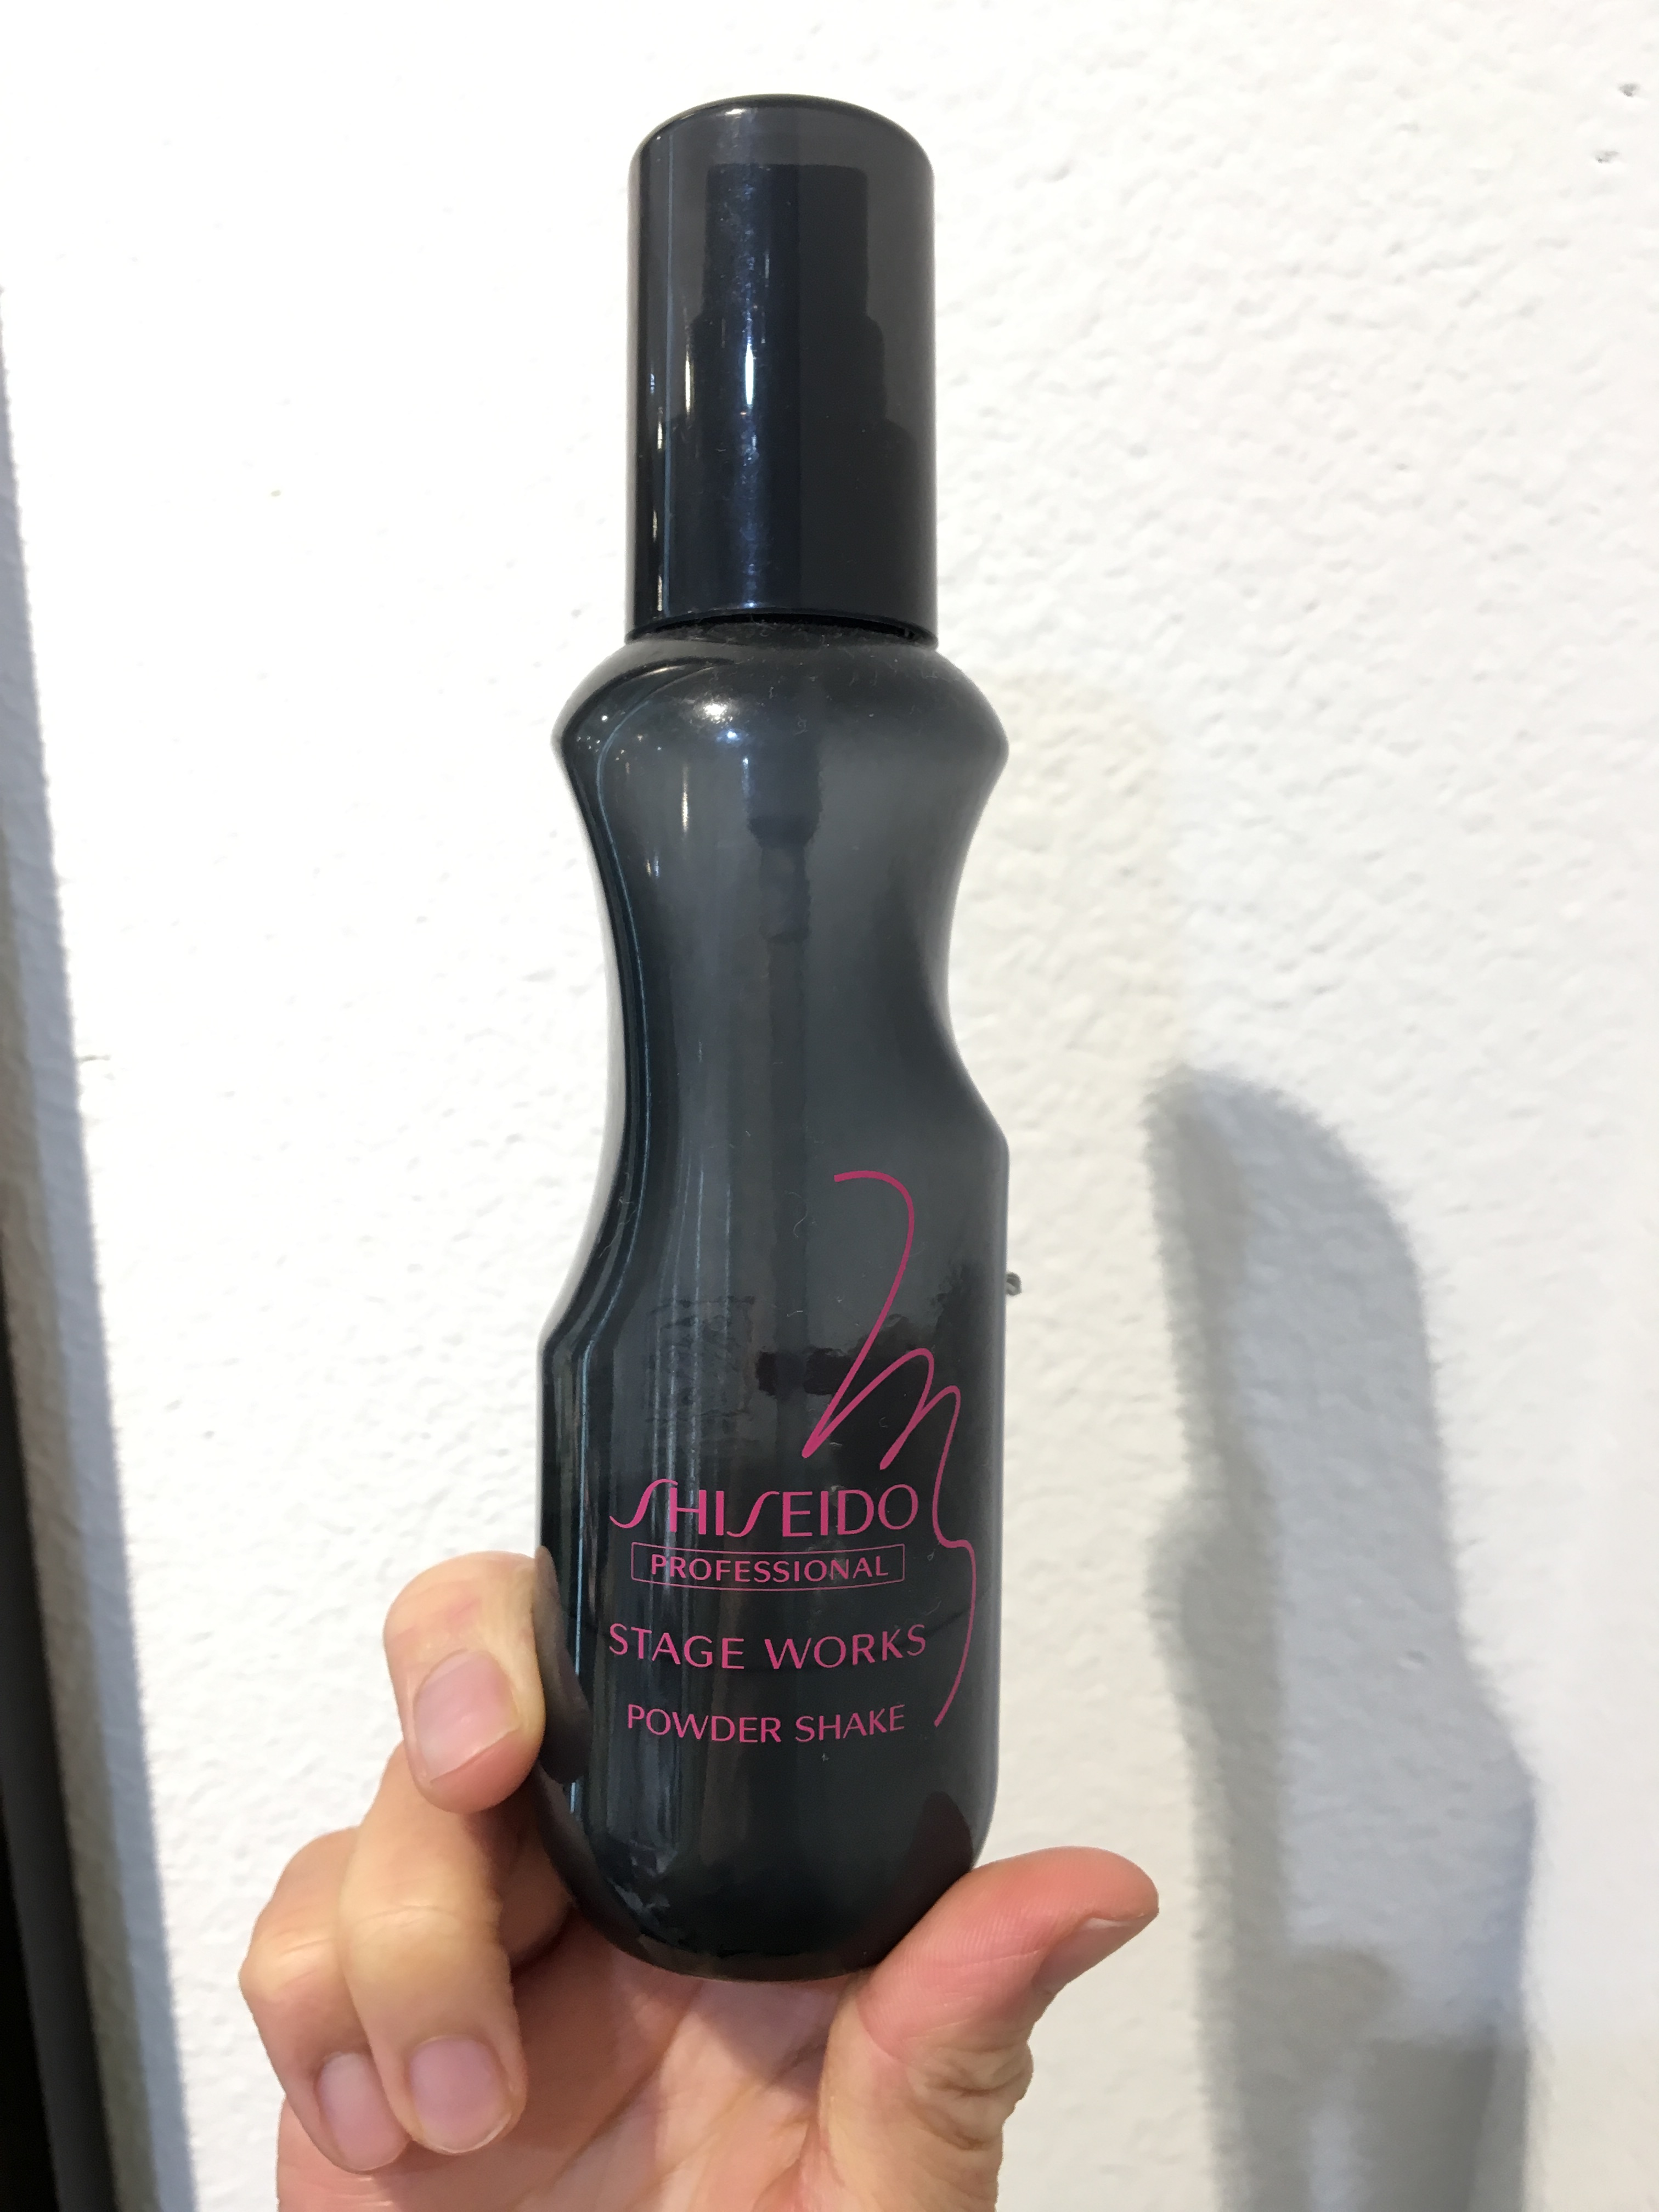 SHISEIDO
PROFESSIONAL
STAGE WORKS
POWDER SHAKE